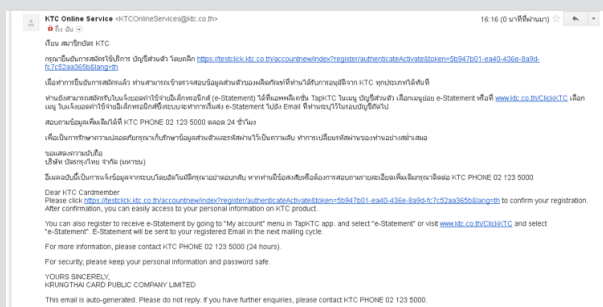 KTC Online Service <KTCOnlineServices@ktc.co.th>
16:16 (0 นาทีที่ผ่านมา)
ถึง ฉัน
เรียน สมาชิกบัตร KTC
กรุณายืนยันการสมัครใช้บริการ บัญชีส่วนตัว โดยคลิก https://testclick.ktc.co.th/accountnew/index?register/authenticateActivate&token=5b947b01-ea40-436e-8a9d-
fc7c52aa365b&lang=th
เมื่อทำการยืนยันการสมัครแล้ว ท่านสามารถเข้าตรวจสอบข้อมูลส่วนตัวของผลิตภัณฑ์ที่ท่านได้รับการอนุมัติจาก KTC ทุกประเภทได้ทันที
ท่านยังสามารถสมัครรับใบแจ้งยอดค่าใช้จ่ายอิเล็กทรอนิกส์ (e-Statement) ได้ที่แอพพลิเคชั่น TapKTC ในเมนู บัญชีส่วนตัว เลือกเมนูย่อย e-Statement หรือที่ www.ktc.co.th/ClickKTC เลือก
เมนู ใบแจ้งยอดค่าใช้จ่ายอิเล็กทรอนิกส์ซึ่งระบบจะทำการเริ่มส่ง e-Statement ไปยัง Email ที่ท่านระบุไว้ในรอบบัญชีถัดไป
สอบถามข้อมูลเพิ่มเติมได้ที่ KTC PHONE 02 123 5000 ตลอด 24 ชั่วโมง
เพื่อเป็นการรักษาความปลอดภัยกรุณาเก็บรักษาข้อมูลส่วนตัวและรหัสผ่านไว้เป็นความลับ ทำการเปลี่ยนรหัสผ่านของท่านอย่างสม่ำเสมอ
ขอแสดงความนับถือ
บริษัท บัตรกรุงไทย จำกัด (มหาชน)
อีเมลฉบับนี้เป็นการแจ้งข้อมูลจากระบบโดยอัตโนมัติกรุณาอย่าตอบกลับ หากท่านมีข้อสงสัยหรือต้องการสอบถามรายละเอียดเพิ่มเติมกรุณาติดต่อ KTC PHONE 02 123 5000
Dear KTC Cardmember
Please click https://testclick.ktc.co.th/accountnew/index?register/authenticateActivate&token=5b947b01-ea40-436e-8a9d-fc7c52aa365b&lang=th to confirm your registration.
After confirmation, you can easily access to your personal information on KTC product.
You can also register to receive e-Statement by going to "My account" menu in TapKTC app. and select "e-Statement" or visit www.ktc.co.th/ClickKTC and select
"e-Statement". E-Statement will be sent to your registered Email in the next mailing cycle.
For more information, please contact KTC PHONE 02 123 5000 (24 hours).
For security, please keep your personal information and password safe.
YOURS SINCERELY,
KRUNGTHAI CARD PUBLIC COMPANY LIMITED
This email is auto-generated. Please do not reply. If you have further enquiries, please contact KTC PHONE 02 123 5000.